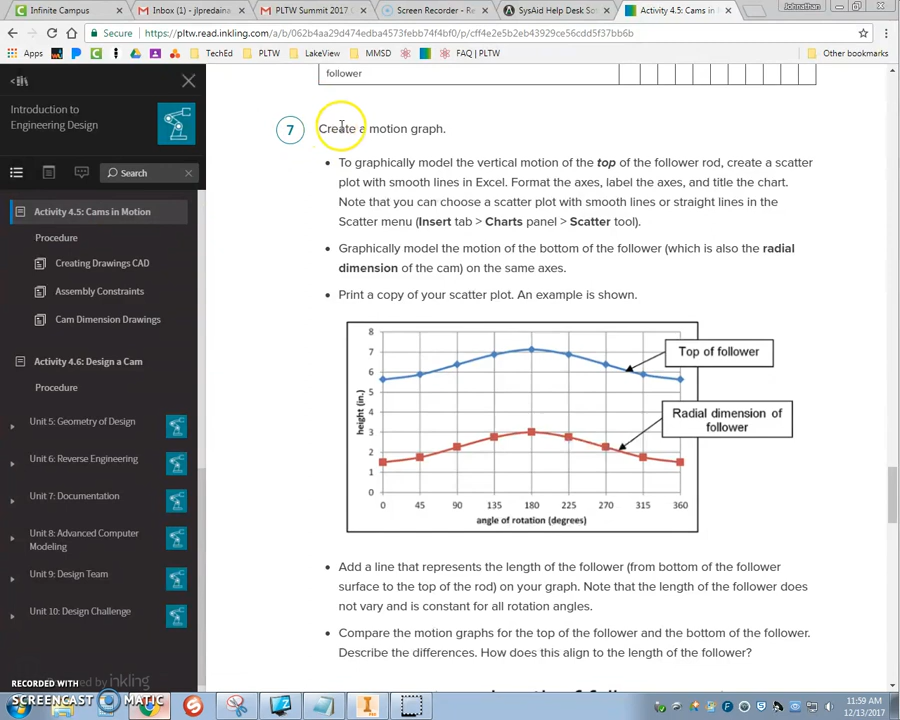 Infinite Campus
Inbox (1) - jlpredaina
PLTW Summit 2017
Screen Recorder - Re
SysAid Help Desk So
Activity 4.5: Cams in
Johnathan
Secure https://pltw.read.inkling.com/a/b/062b4aa29d474edba4573febb74f4bf0/p/cff4e2e5b2eb43296cdd5cd5f37bb6b
Apps
TechEd
PLTW
LakeView
MMSD
FAQ | PLTW
Other bookmarks
Introduction to
Engineering Design
Search
Activity 4.5: Cams in Motion
Procedure
Creating Drawings CAD
Assembly Constraints
Cam Dimension Drawings
Activity 4.6: Design a Cam
Procedure
Unit 5: Geometry of Design
Unit 6: Reverse Engineering
Unit 7: Documentation
Unit 8: Advanced Computer
Modeling
Unit 9: Design Team
Unit 10: Design Challenge
follower
7 Create a motion graph.
• To graphically model the vertical motion of the top of the follower rod, create a scatter
plot with smooth lines in Excel. Format the axes, label the axes, and title the chart.
Note that you can choose a scatter plot with smooth lines or straight lines in the
Scatter menu (Insert tab > Charts panel > Scatter tool).
• Graphically model the motion of the bottom of the follower (which is also the radial
dimension of the cam) on the same axes.
• Print a copy of your scatter plot. An example is shown.
8
7
6
5
4
3
2
1
0
height (in.)
0 45 90 135 180 225 270 315 360
angle of rotation (degrees)
Top of follower
Radial dimension of
follower
• Add a line that represents the length of the follower (from bottom of the follower
surface to the top of the rod) on your graph. Note that the length of the follower does
not vary and is constant for all rotation angles.
• Compare the motion graphs for the top of the follower and the bottom of the follower.
Describe the differences. How does this align to the length of the follower?
by inkling
RECORDED WITH
SCREENCAST MATIC
11:59 AM
12/13/2017